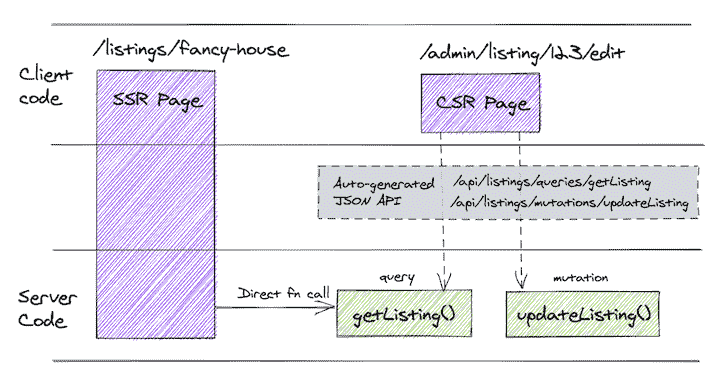 /listings/fancy-house
/admin/listing/123/edit
Client
code
SSR Page
CSR Page
Auto-generated /api/listings/queries/getListing
JSON API /api/listings/mutations/updateListing
query
mutation
Server
Code
Direct fn call
getListing()
updateListing()